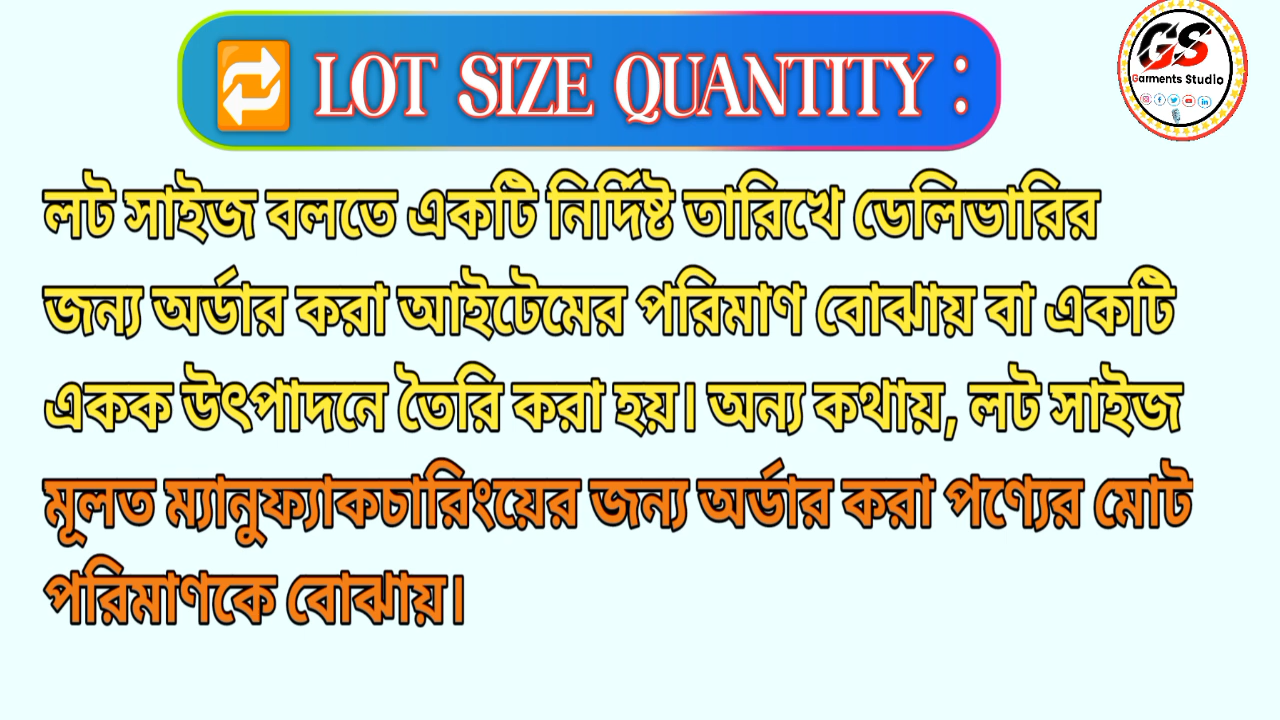 LOT SIZE QUANTITY :
GS
Garments Studio
লট সাইজ বলতে একটি নির্দিষ্ট তারিখে ডেলিভারির
জন্য অর্ডার করা আইটেমের পরিমাণ বোঝায় বা একটি
একক উৎপাদনে তৈরি করা হয়। অন্য কথায়, লট সাইজ
মূলত ম্যানুফ্যাকচারিংয়ের জন্য অর্ডার করা পণ্যের মোট
পরিমাণকে বোঝায়।